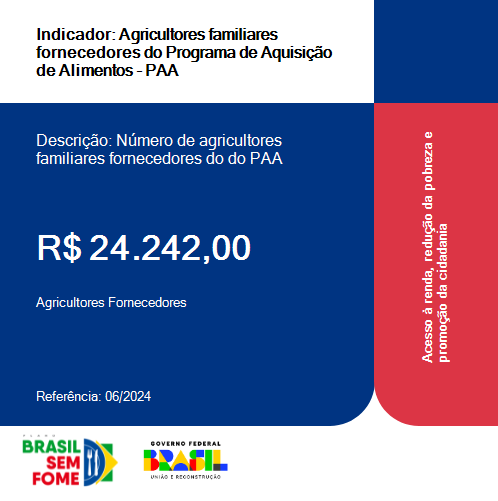 Indicador: Agricultores familiares
fornecedores do Programa de Aquisição
de Alimentos - PAA
Descrição: Número de agricultores
familiares fornecedores do do PAA
R$ 24.242,00
Agricultores Fornecedores
Referência: 06/2024
Acesso à renda, redução da pobreza e
promoção da cidadania
PLANO
BRASIL
SEM
FOME
GOVERNO FEDERAL
BRASIL
UNIÃO E RECONSTRUÇÃO